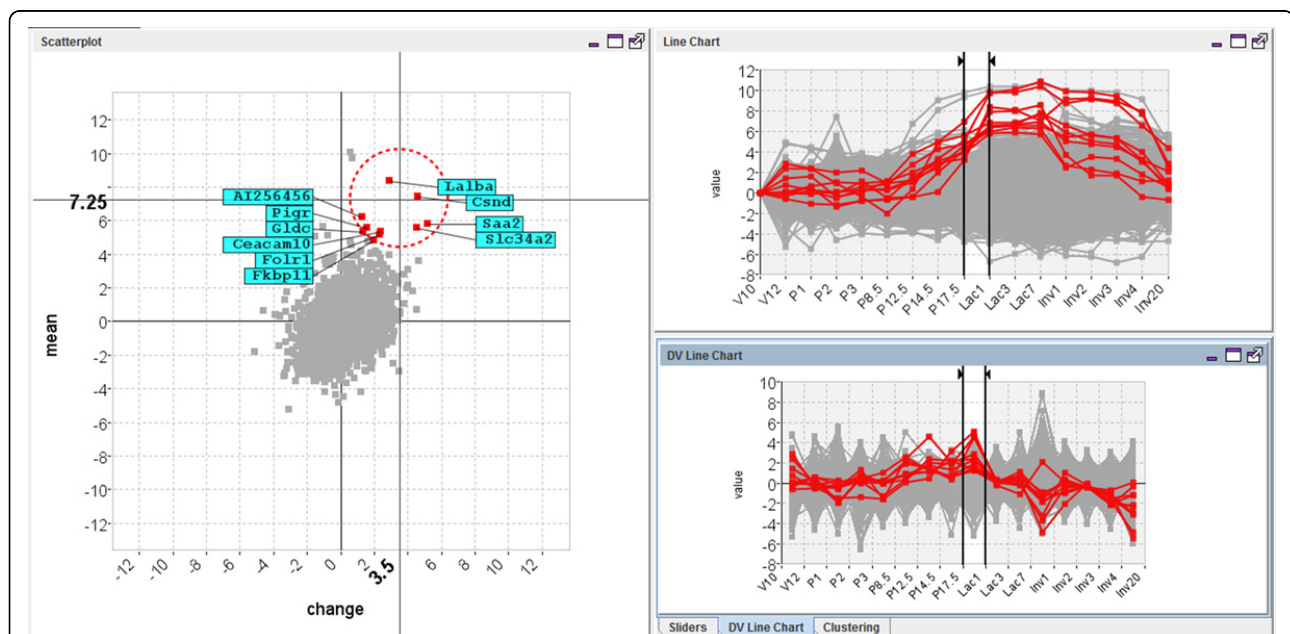 Scatterplot
12
10
8
7.25
6
4
2
0
-2
-4
-6
-8
-10
-12
mean
AI256456
Pigr
Gldc
Ceacam10
Folr1
Fkbp11
Lalba
Csnd
Saa2
Slc34a2
-12
-10
-8
-6
-4
-2
0
2
3.5
6
8
10
12
change
Line Chart
12
10
8
6
4
2
0
-2
-4
-6
-8
value
V10
V12
P1
P2
P3
P8.5
P12.5
P14.5
P17.5
Lac1
Lac3
Lac7
Inv1
Inv2
Inv3
Inv4
Inv20
DV Line Chart
10
8
6
4
2
0
-2
-4
-6
-8
value
V10
V12
P1
P2
P3
P8.5
P12.5
P14.5
P17.5
Lac1
Lac3
Lac7
Inv1
Inv2
Inv3
Inv4
Inv20
Sliders DV Line Chart Clustering